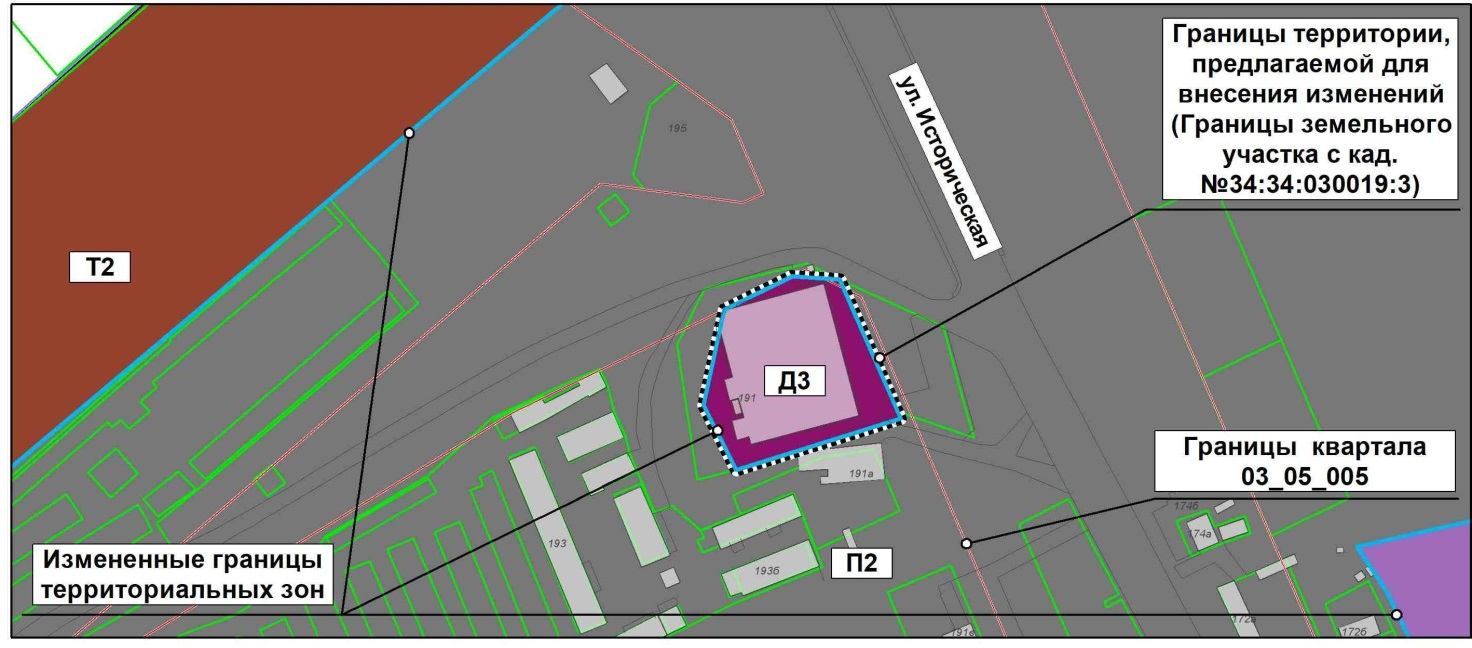 Границы территории,
предлагаемой для
внесения изменений
(Границы земельного
участка с кад.
№34:34:030019:3)
ул. Историческая
195
Т2
Д3
191
Границы квартала
03_05_005
191а
174б
174а
193
Измененные границы
территориальных зон
П2
193б
172а
172б